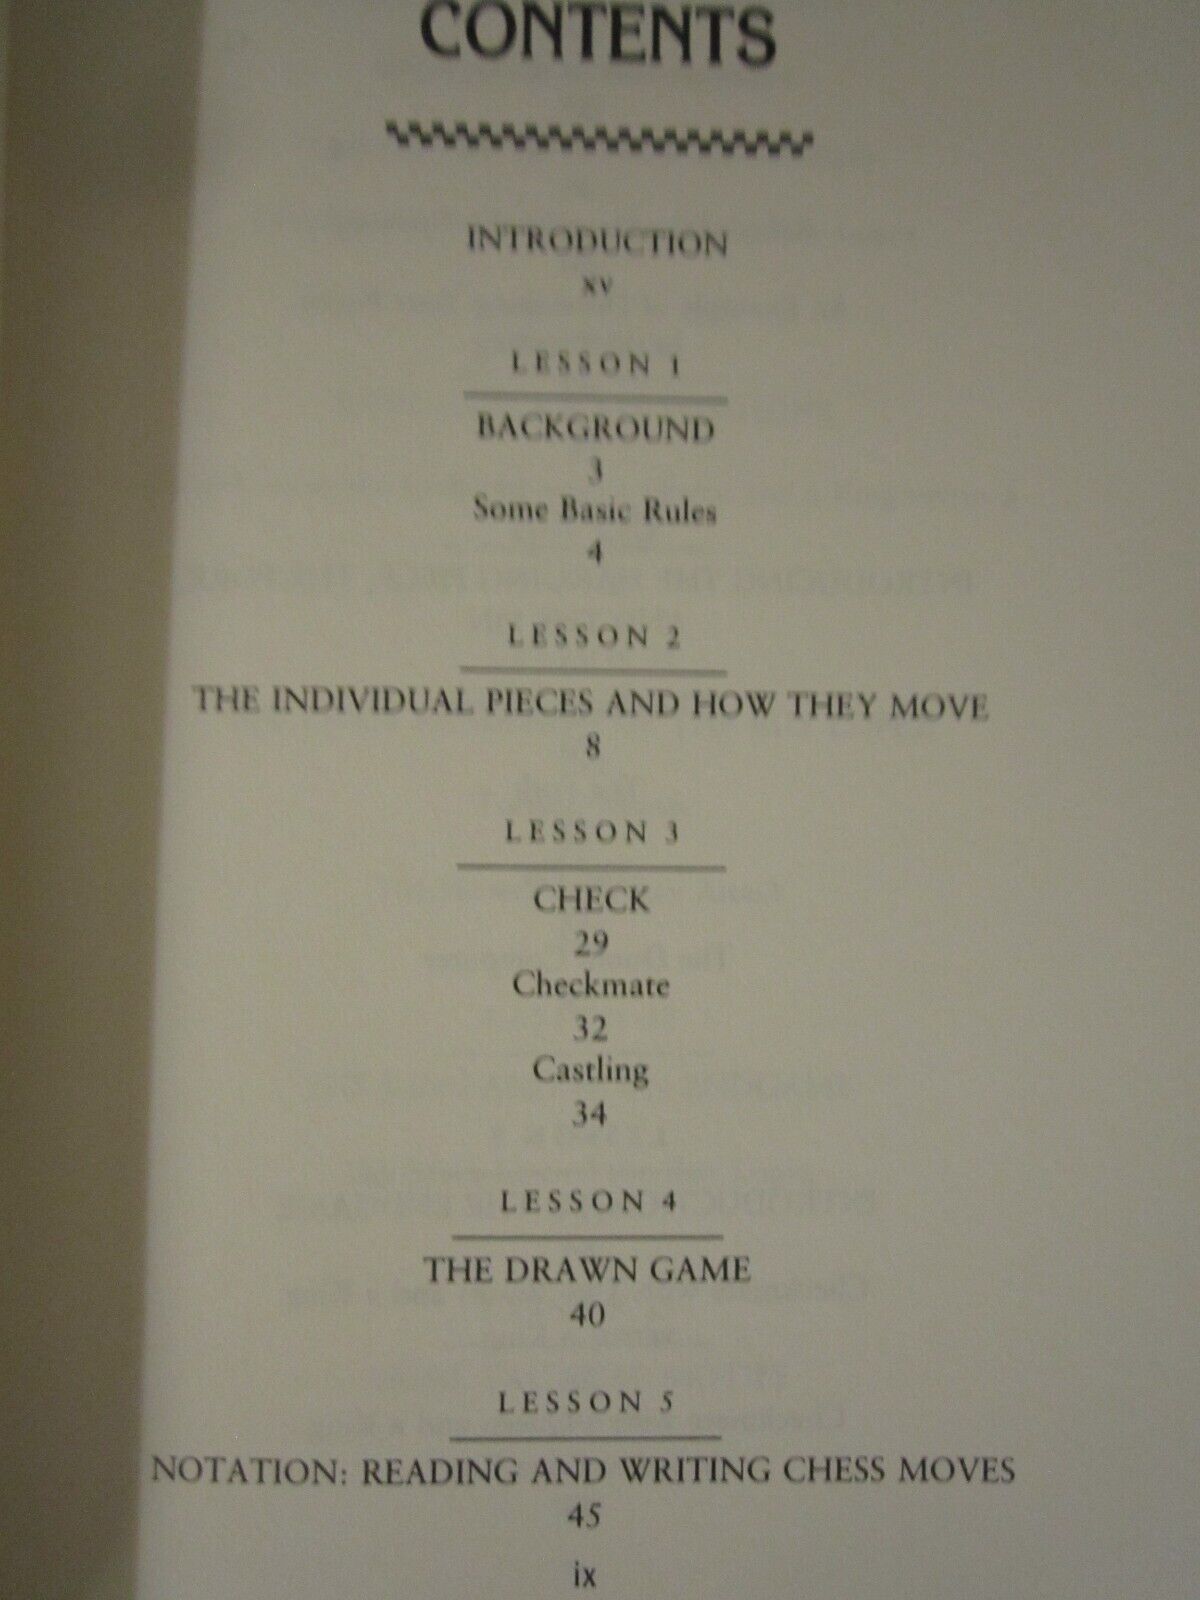 CONTENTS
INTRODUCTION
xv
LESSON 1
BACKGROUND
3
Some Basic Rules
4
LESSON 2
THE INDIVIDUAL PIECES AND HOW THEY MOVE
8
LESSON 3
CHECK
29
Checkmate
32
Castling
34
LESSON 4
THE DRAWN GAME
40
LESSON 5
NOTATION: READING AND WRITING CHESS MOVES
45
ix